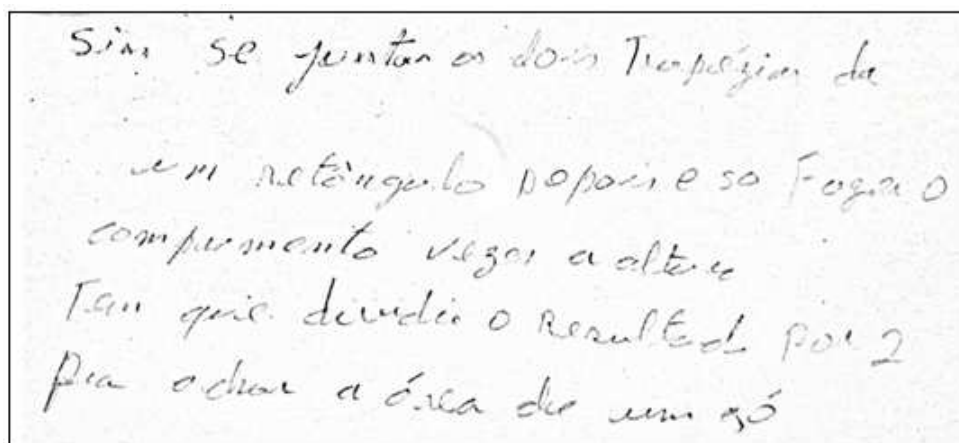 Sim se juntar os dois Trapézios da
um retângulo Depois e so Fazer o
comprimento vezes a altura
Tem que dividir o Resultado por 2
pra achar a área de um só